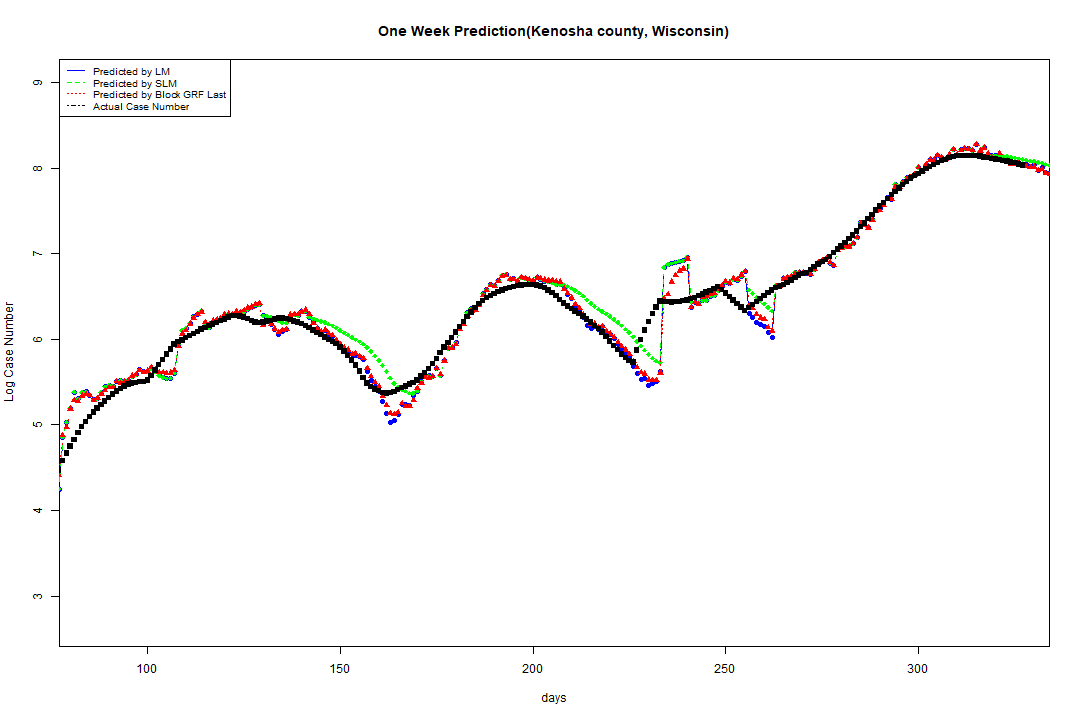 One Week Prediction(Kenosha county, Wisconsin)
Predicted by LM
Predicted by SLM
Predicted by Block GRF Last
Actual Case Number
9
8
7
6
5
4
3
Log Case Number
100 150 200 250 300
days